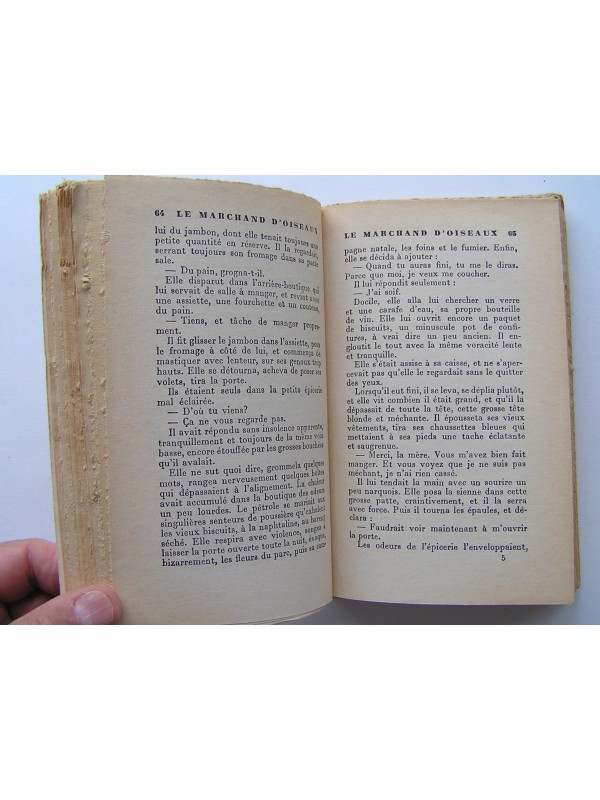 64 LE MARCHAND D'OISEAUX
lui du jambon, dont elle tenait toujours une
petite quantité en réserve. Il la regardait,
serrant toujours son fromage dans sa patte
sale.
— Du pain, grogna-t-il.
Elle disparut dans l'arrière-boutique qui
lui servait de salle à manger, et revint avec
une assiette, une fourchette et un couteau,
du pain.
— Tiens, et tâche de manger propre-
ment.
Il fit glisser le jambon dans l'assiette, posa
le fromage à côté de lui, et commença de
mastiquer avec lenteur, sur ses genoux trop
hauts. Elle se détourna, acheva de poser ses
volets, tira la porte.
Ils étaient seuls dans la petite épicerie
mal éclairée.
— D'où tu viens?
— Ça ne vous regarde pas.
Il avait répondu sans insolence apparente,
tranquillement et toujours de la même voix
basse, encore étouffée par les grosses bouchées
qu'il avalait.
Elle ne sut quoi dire, grommela quelques
mots, rangea nerveusement quelques boîtes
qui dépassaient à l'alignement. La chaleur
avait accumulé dans la boutique des odeurs
un peu lourdes. Le pétrole se mariait aux
singulières senteurs de poussière qu'exhalent
les vieux biscuits, à la naphtaline, au hareng
séché. Elle respira avec violence, songea à
laisser la porte ouverte toute la nuit, évoqua,
bizarrement, les fleurs du parc, puis sa cam-
LE MARCHAND D'OISEAUX 65
pagne natale, les foins et le fumier. Enfin,
elle se décida à ajouter :
— Quand tu auras fini, tu me le diras.
Parce que moi, je veux me coucher.
Il lui répondit seulement :
— J'ai soif.
Docile, elle alla lui chercher un verre
et une carafe d'eau, sa propre bouteille
de vin. Elle lui ouvrit encore un paquet
de biscuits, un minuscule pot de confi-
tures, à vrai dire un peu ancien. Il en-
gloutit le tout avec la même voracité lente
et tranquille.
Elle s'était assise à sa caisse, et ne s'aper-
cevait pas qu'elle le regardait sans le quitter
des yeux.
Lorsqu'il eut fini, il se leva, se déplia plutôt,
et elle vit combien il était grand, et qu'il la
dépassait de toute la tête, cette grosse tête
blonde et méchante. Il épousseta ses vieux
vêtements, tira ses chaussettes bleues qui
mettaient à ses pieds une tache éclatante
et saugrenue.
— Merci, la mère. Vous m'avez bien fait
manger. Et vous voyez que je ne suis pas
méchant, je n'ai rien cassé.
Il lui tendait la main avec un sourire un
peu narquois. Elle posa la sienne dans cette
grosse patte, craintivement, et il la serra
avec force. Puis il tourna les épaules, et dé-
clara :
— Faudrait voir maintenant à m'ouvrir
la porte.
Les odeurs de l'épicerie l'enveloppaient,
5